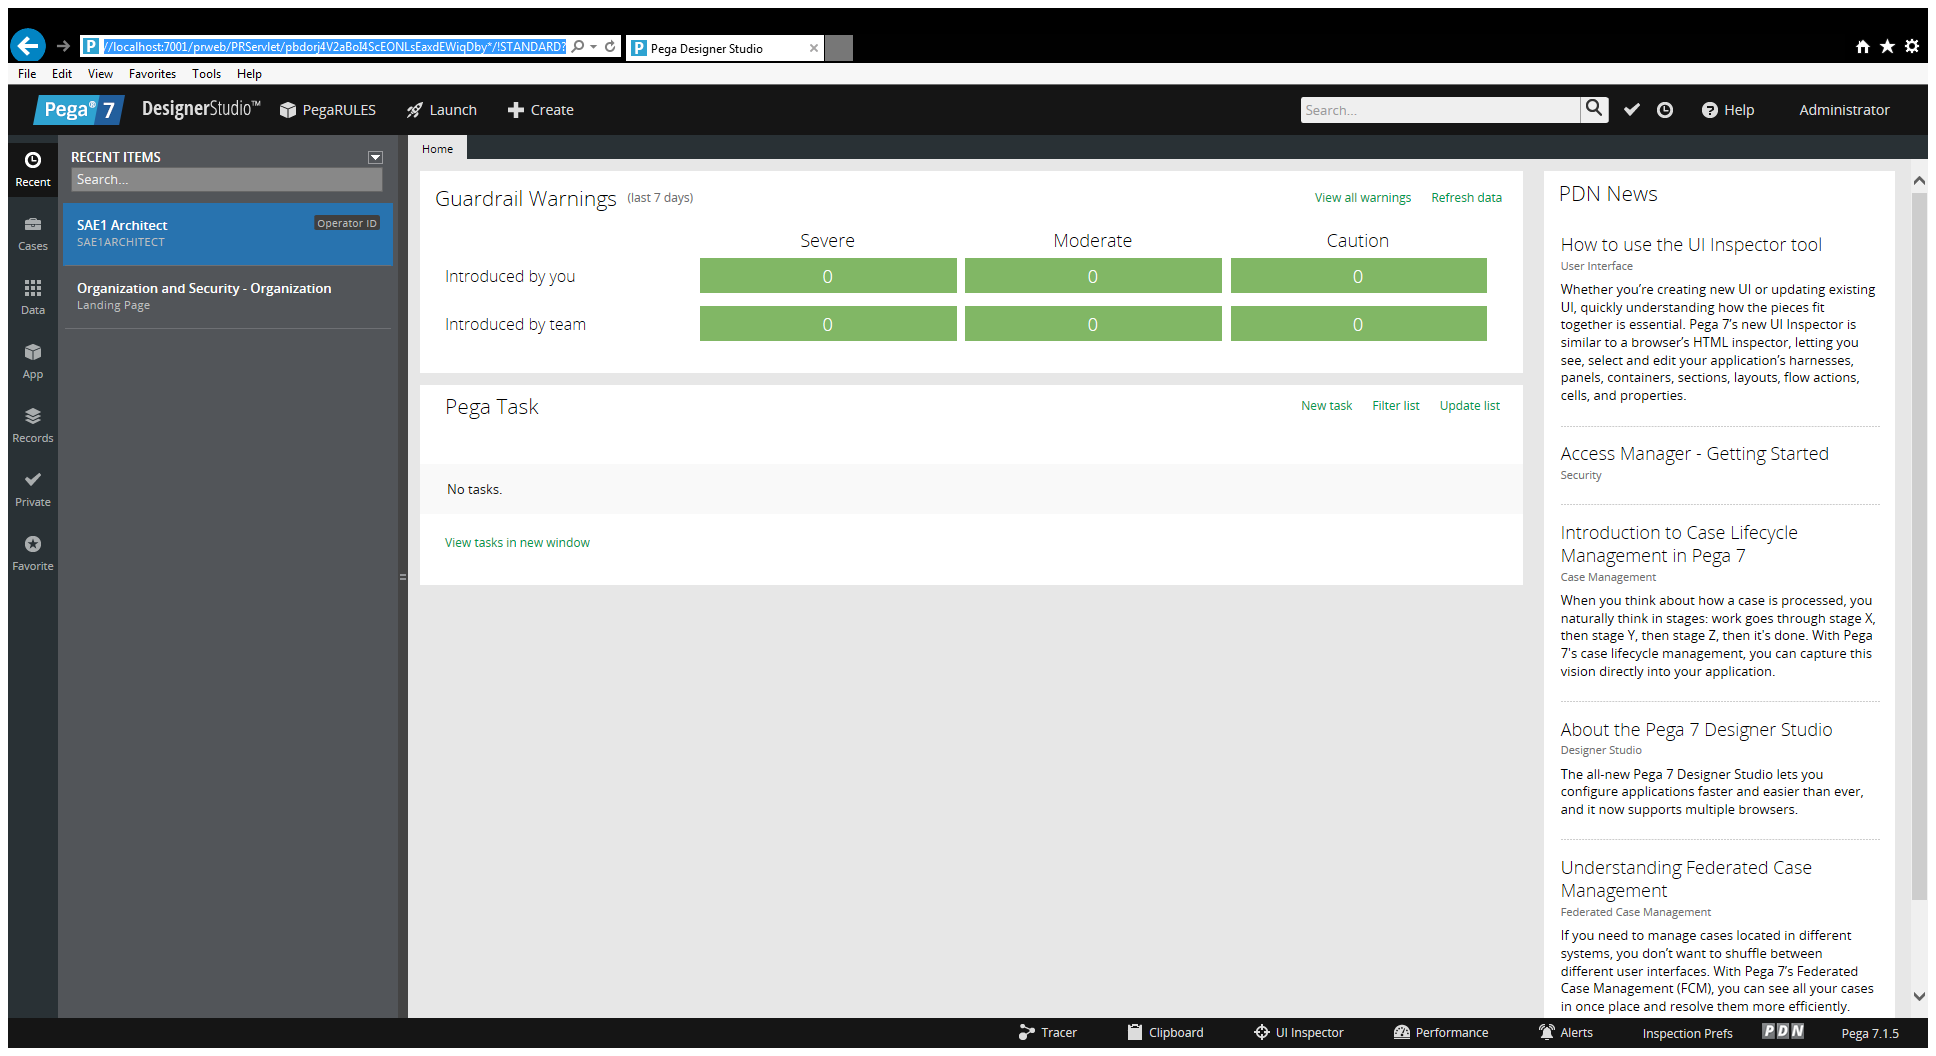 //localhost:7001/prweb/PRServlet/pbdorj4V2aBoI4ScEONLsEaxdEWiqDby*/!STANDARD?
Pega Designer Studio
File Edit View Favorites Tools Help
Pega® 7 DesignerStudio™ PegaRULES Launch Create Search... Help Administrator
Recent
Cases
Data
App
Records
Private
Favorite
RECENT ITEMS
Search...
SAE1 Architect Operator ID
SAE1ARCHITECT
Organization and Security - Organization
Landing Page
Home
Guardrail Warnings (last 7 days) View all warnings Refresh data
Severe Moderate Caution
Introduced by you 0 0 0
Introduced by team 0 0 0
Pega Task New task Filter list Update list
No tasks.
View tasks in new window
PDN News
How to use the UI Inspector tool
User Interface
Whether you’re creating new UI or updating existing
UI, quickly understanding how the pieces fit
together is essential. Pega 7’s new UI Inspector is
similar to a browser’s HTML inspector, letting you
see, select and edit your application’s harnesses,
panels, containers, sections, layouts, flow actions,
cells, and properties.
Access Manager - Getting Started
Security
Introduction to Case Lifecycle
Management in Pega 7
Case Management
When you think about how a case is processed, you
naturally think in stages: work goes through stage X,
then stage Y, then stage Z, then it's done. With Pega
7's case lifecycle management, you can capture this
vision directly into your application.
About the Pega 7 Designer Studio
Designer Studio
The all-new Pega 7 Designer Studio lets you
configure applications faster and easier than ever,
and it now supports multiple browsers.
Understanding Federated Case
Management
Federated Case Management
If you need to manage cases located in different
systems, you don’t want to shuffle between
different user interfaces. With Pega 7’s Federated
Case Management (FCM), you can see all your cases
in once place and resolve them more efficiently.
Tracer Clipboard UI Inspector Performance Alerts Inspection Prefs PDN Pega 7.1.5